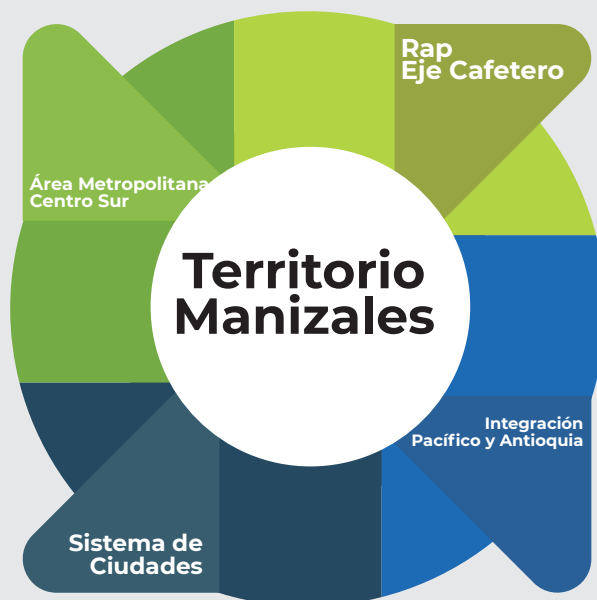 Rap
Eje Cafetero
Área Metropolitana
Centro Sur
Territorio
Manizales
Integración
Pacífico y Antioquia
Sistema de
Ciudades